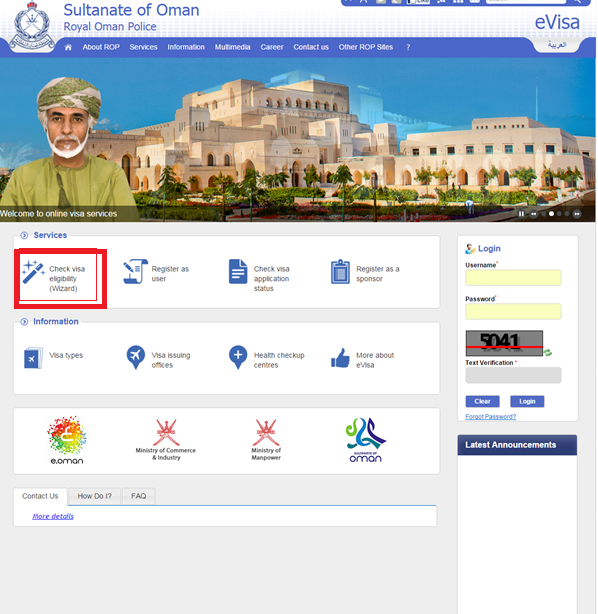 Sultanate of Oman
Royal Oman Police
eVisa
العربية
About ROP Services Information Multimedia Career Contact us Other ROP Sites ?
Welcome to online visa services
Services
Check visa
eligibility
(Wizard)
Register as
user
Check visa
application
status
Register as a
sponsor
Information
Visa types
Visa issuing
offices
Health checkup
centres
More about
eVisa
e.oman
Ministry of Commerce
& Industry
Ministry of
Manpower
SULTANATE OF
OMAN
Contact Us How Do I? FAQ
More details
Login
Username*
Password*
5041
Text Verification *
Clear Login
Forgot Password?
Latest Announcements